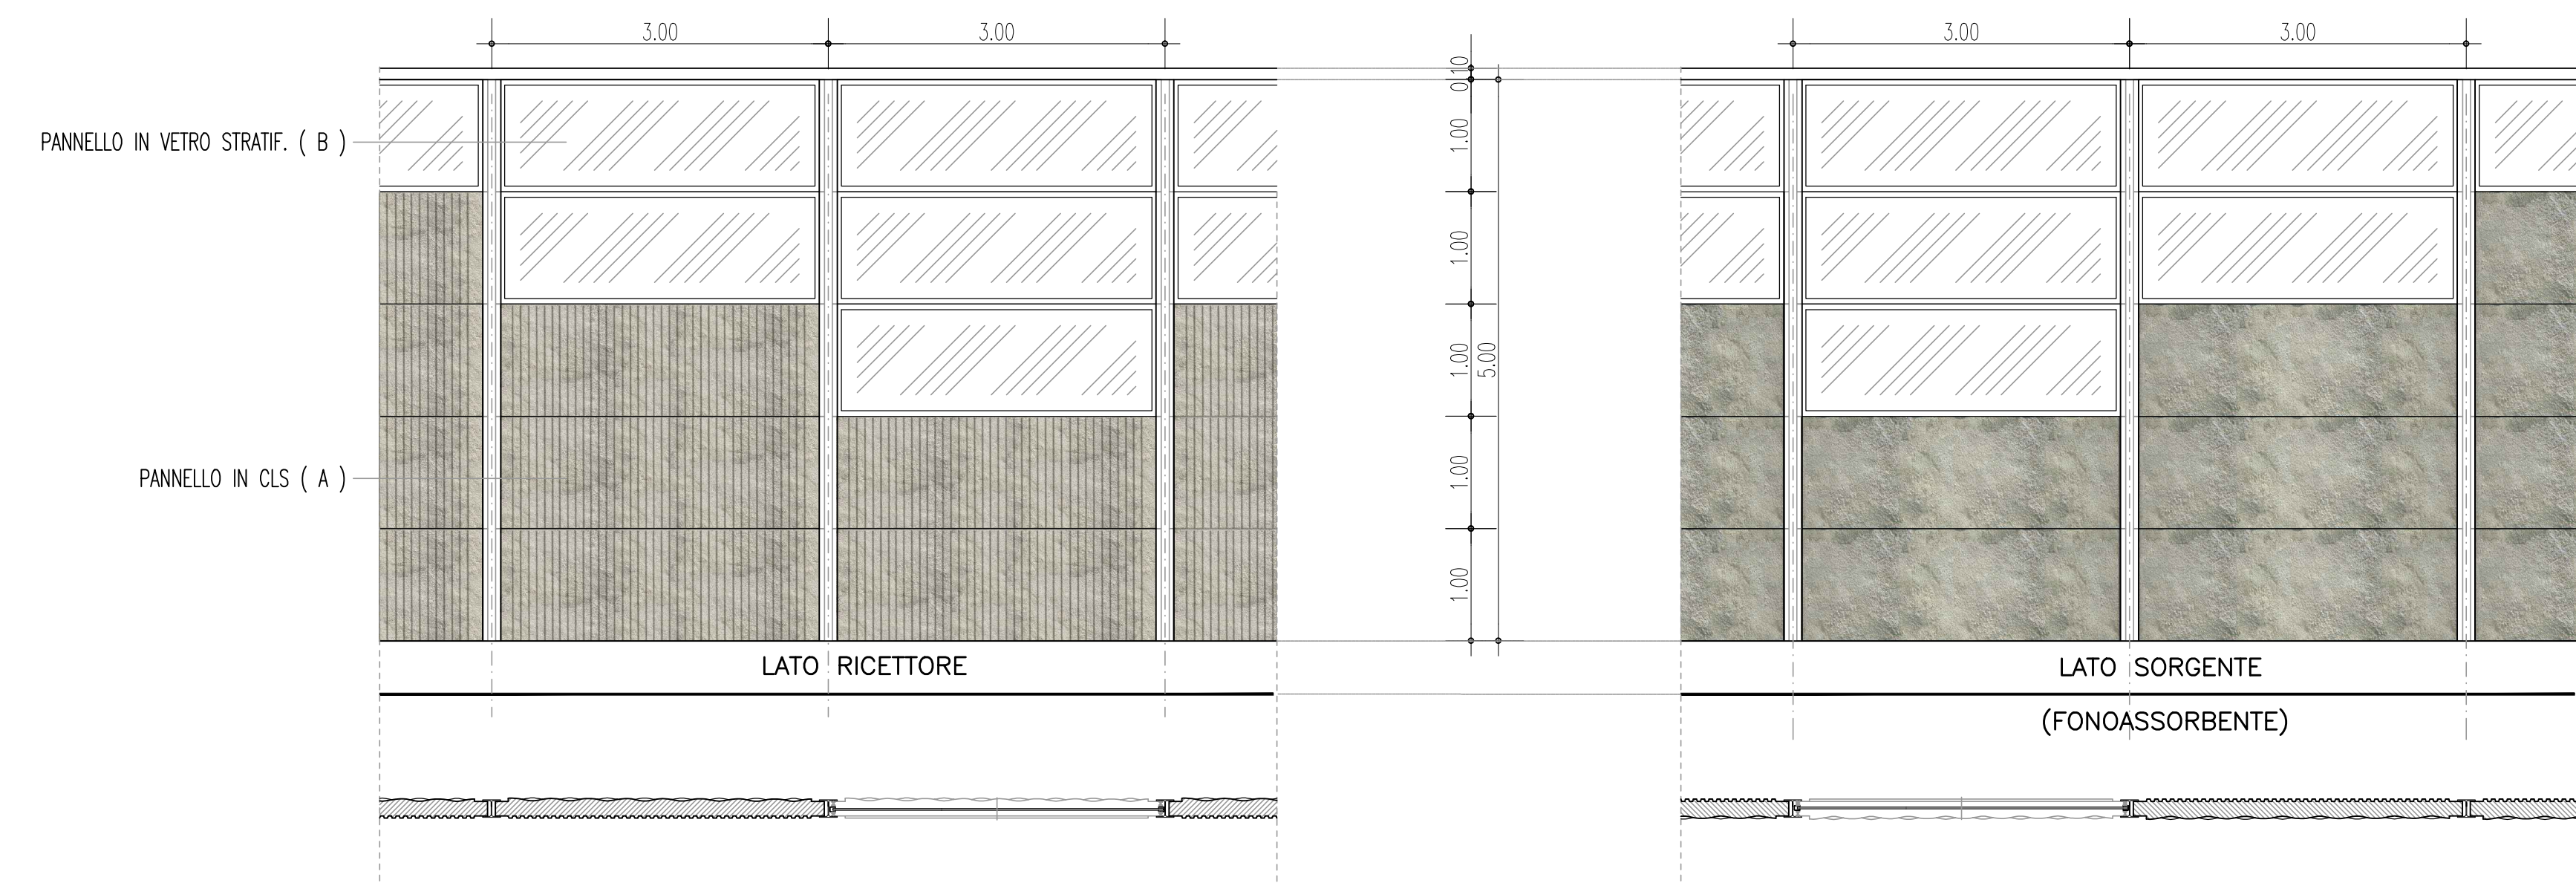 3.00
3.00
3.00
3.00
PANNELLO IN VETRO STRATIF. ( B )
PANNELLO IN CLS ( A )
0.10
1.00
1.00
1.00
5.00
1.00
1.00
LATO RICETTORE
LATO SORGENTE
(FONOASSORBENTE)